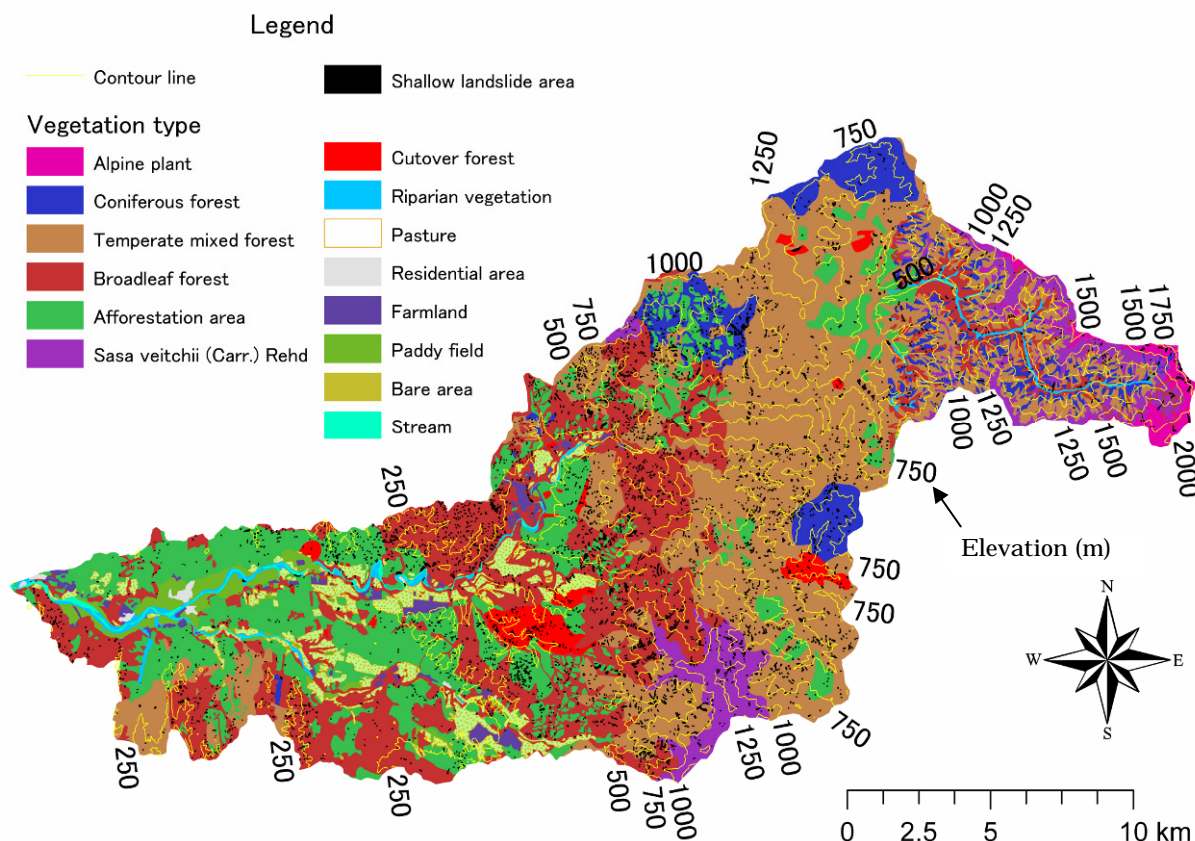 Legend
Contour line
Shallow landslide area
Vegetation type
Alpine plant
Coniferous forest
Temperate mixed forest
Broadleaf forest
Afforestation area
Sasa veitchii (Carr.) Rehd
Cutover forest
Riparian vegetation
Pasture
Residential area
Farmland
Paddy field
Bare area
Stream
750
1250
1000
1250
1000
500
750
500
1500
1500
1750
1000
1250
1250
1500
2000
750
250
Elevation (m)
750
750
N
W
E
S
250
250
250
500
750
1000
1250
1000
750
0
2.5
5
10 km